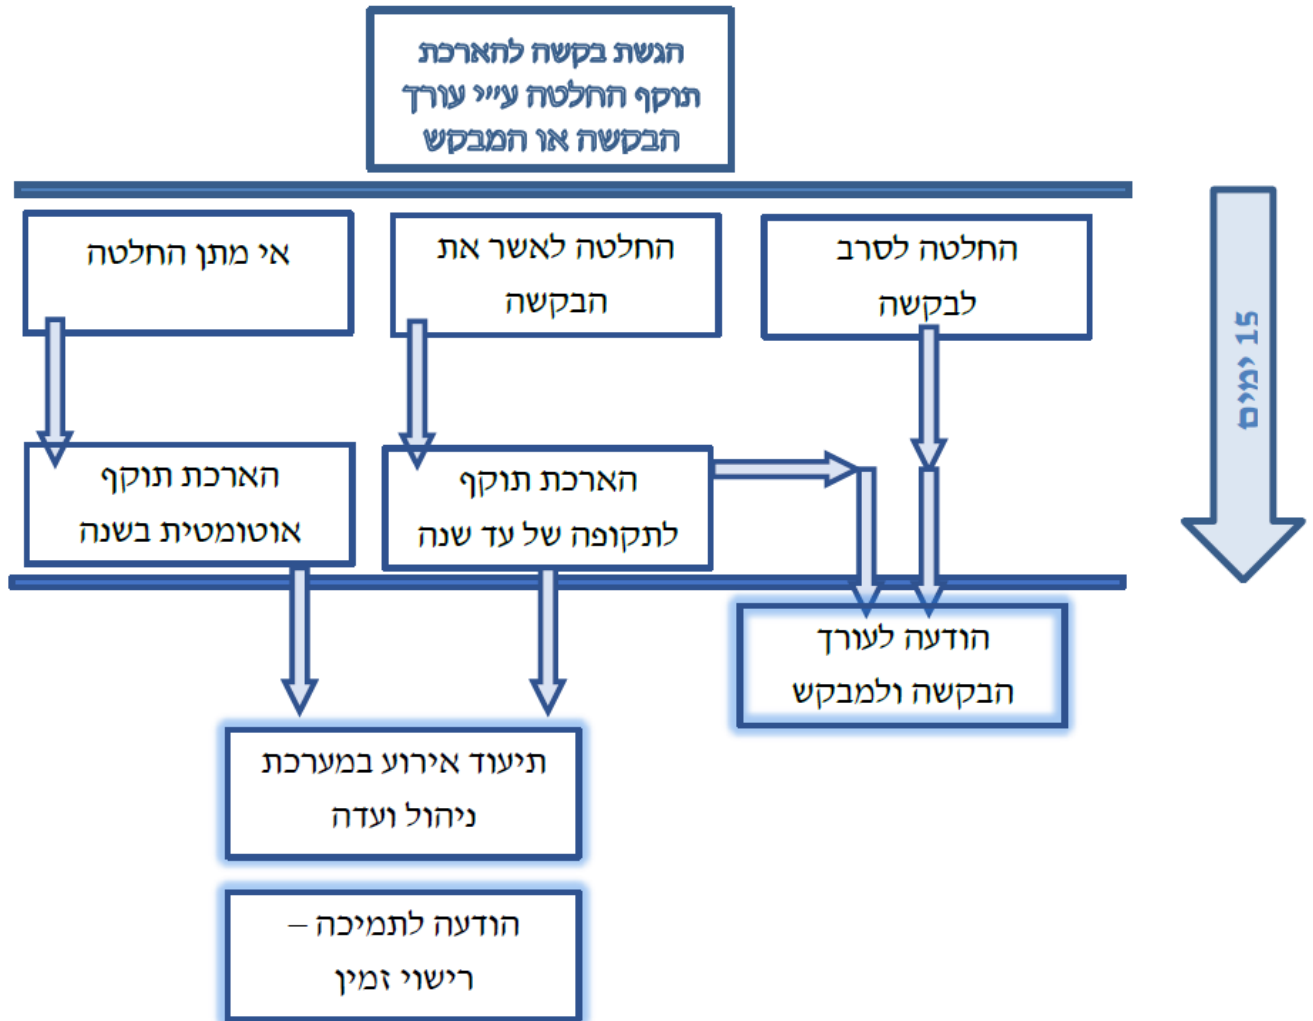 הגשת בקשה להארכת
תוקף החלטה ע״י עורך
הבקשה או המבקש
החלטה לסרב
לבקשה
החלטה לאשר את
הבקשה
אי מתן החלטה
15 ימים
הארכת תוקף
לתקופה של עד שנה
הארכת תוקף
אוטומטית בשנה
הודעה לעורך
הבקשה ולמבקש
תיעוד אירוע במערכת
ניהול ועדה
הודעה לתמיכה –
רישוי זמין